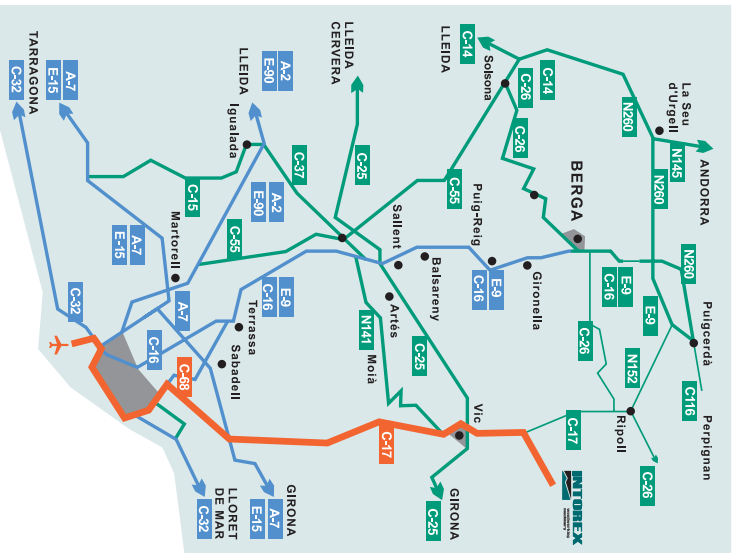 ANDORRA
Perpignan
Puigcerdà
C116
N260
La Seu
d'Urgell
N145
N260
N260
E-9
N152
Ripoll
C-26
E-9
C-16
C-26
C-17
INTOREX
BERGA
C-14
C-26
C-26
Gironella
E-9
C-16
Puig-Reig
Vic
Solsona
C-14
LLEIDA
C-55
Balsareny
GIRONA
C-25
C-25
Sallent
Artés
Moià
N141
C-17
C-25
LLEIDA
CERVERA
C-37
A-2
E-90
LLEIDA
A-2
E-90
E-9
C-16
GIRONA
A-7
E-15
Igualada
C-55
Terrassa
Sabadell
LLORET
DE MAR
C-32
C-15
Martorell
A-7
C-68
A-7
E-15
C-16
C-32
A-7
E-15
TARRAGONA
C-32